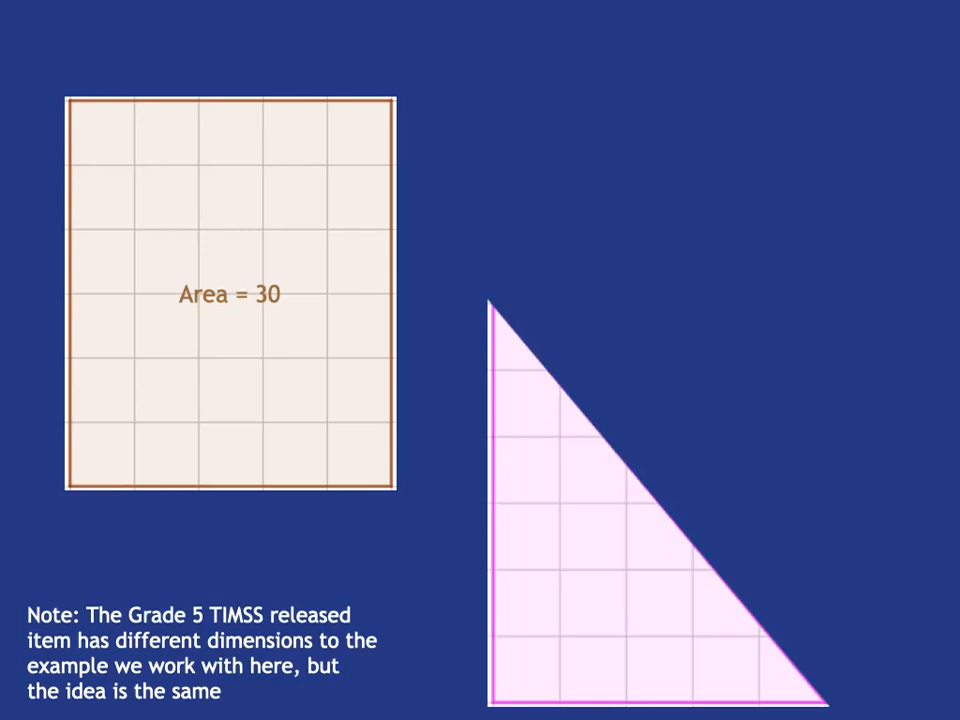 Area = 30
Note: The Grade 5 TIMSS released
item has different dimensions to the
example we work with here, but
the idea is the same